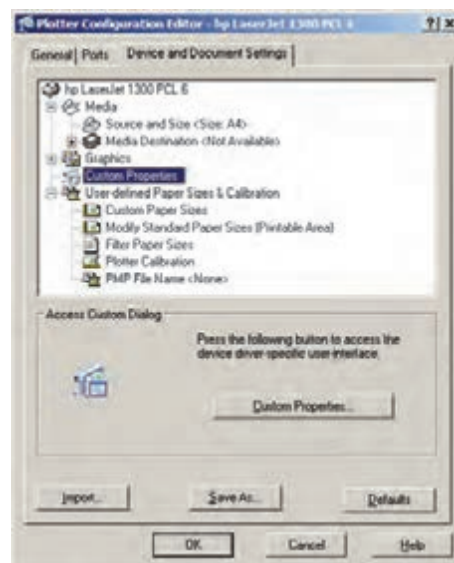 Plotter Configuration Editor - hp LaserJet 1300 PCL 6
General
Ports
Device and Document Settings
hp LaserJet 1300 PCL 6
Media
Source and Size <Size: A4>
Media Destination <Not Available>
Graphics
Custom Properties
User-defined Paper Sizes & Calibration
Custom Paper Sizes
Modify Standard Paper Sizes (Printable Area)
Filter Paper Sizes
Plotter Calibration
PMP File Name <None>
Access Custom Dialog
Press the following button to access the
device driver-specific user-interface.
Custom Properties...
Import...
Save As...
Defaults
OK
Cancel
Help